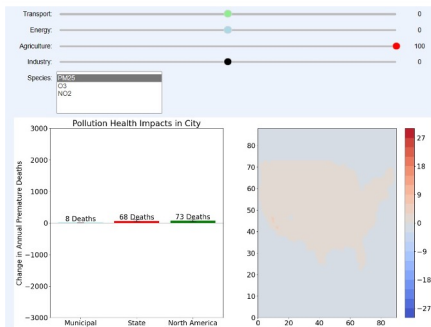 Transport: 0
Energy: 0
Agriculture: 100
Industry: 0
Species: PM25
O3
NO2
Pollution Health Impacts in City
Change in Annual Premature Deaths
3000
2000
1000
0
−1000
−2000
−3000
8 Deaths
68 Deaths
73 Deaths
Municipal
State
North America
80
70
60
50
40
30
20
10
0
0 20 40 60 80
27
18
9
0
−9
−18
−27